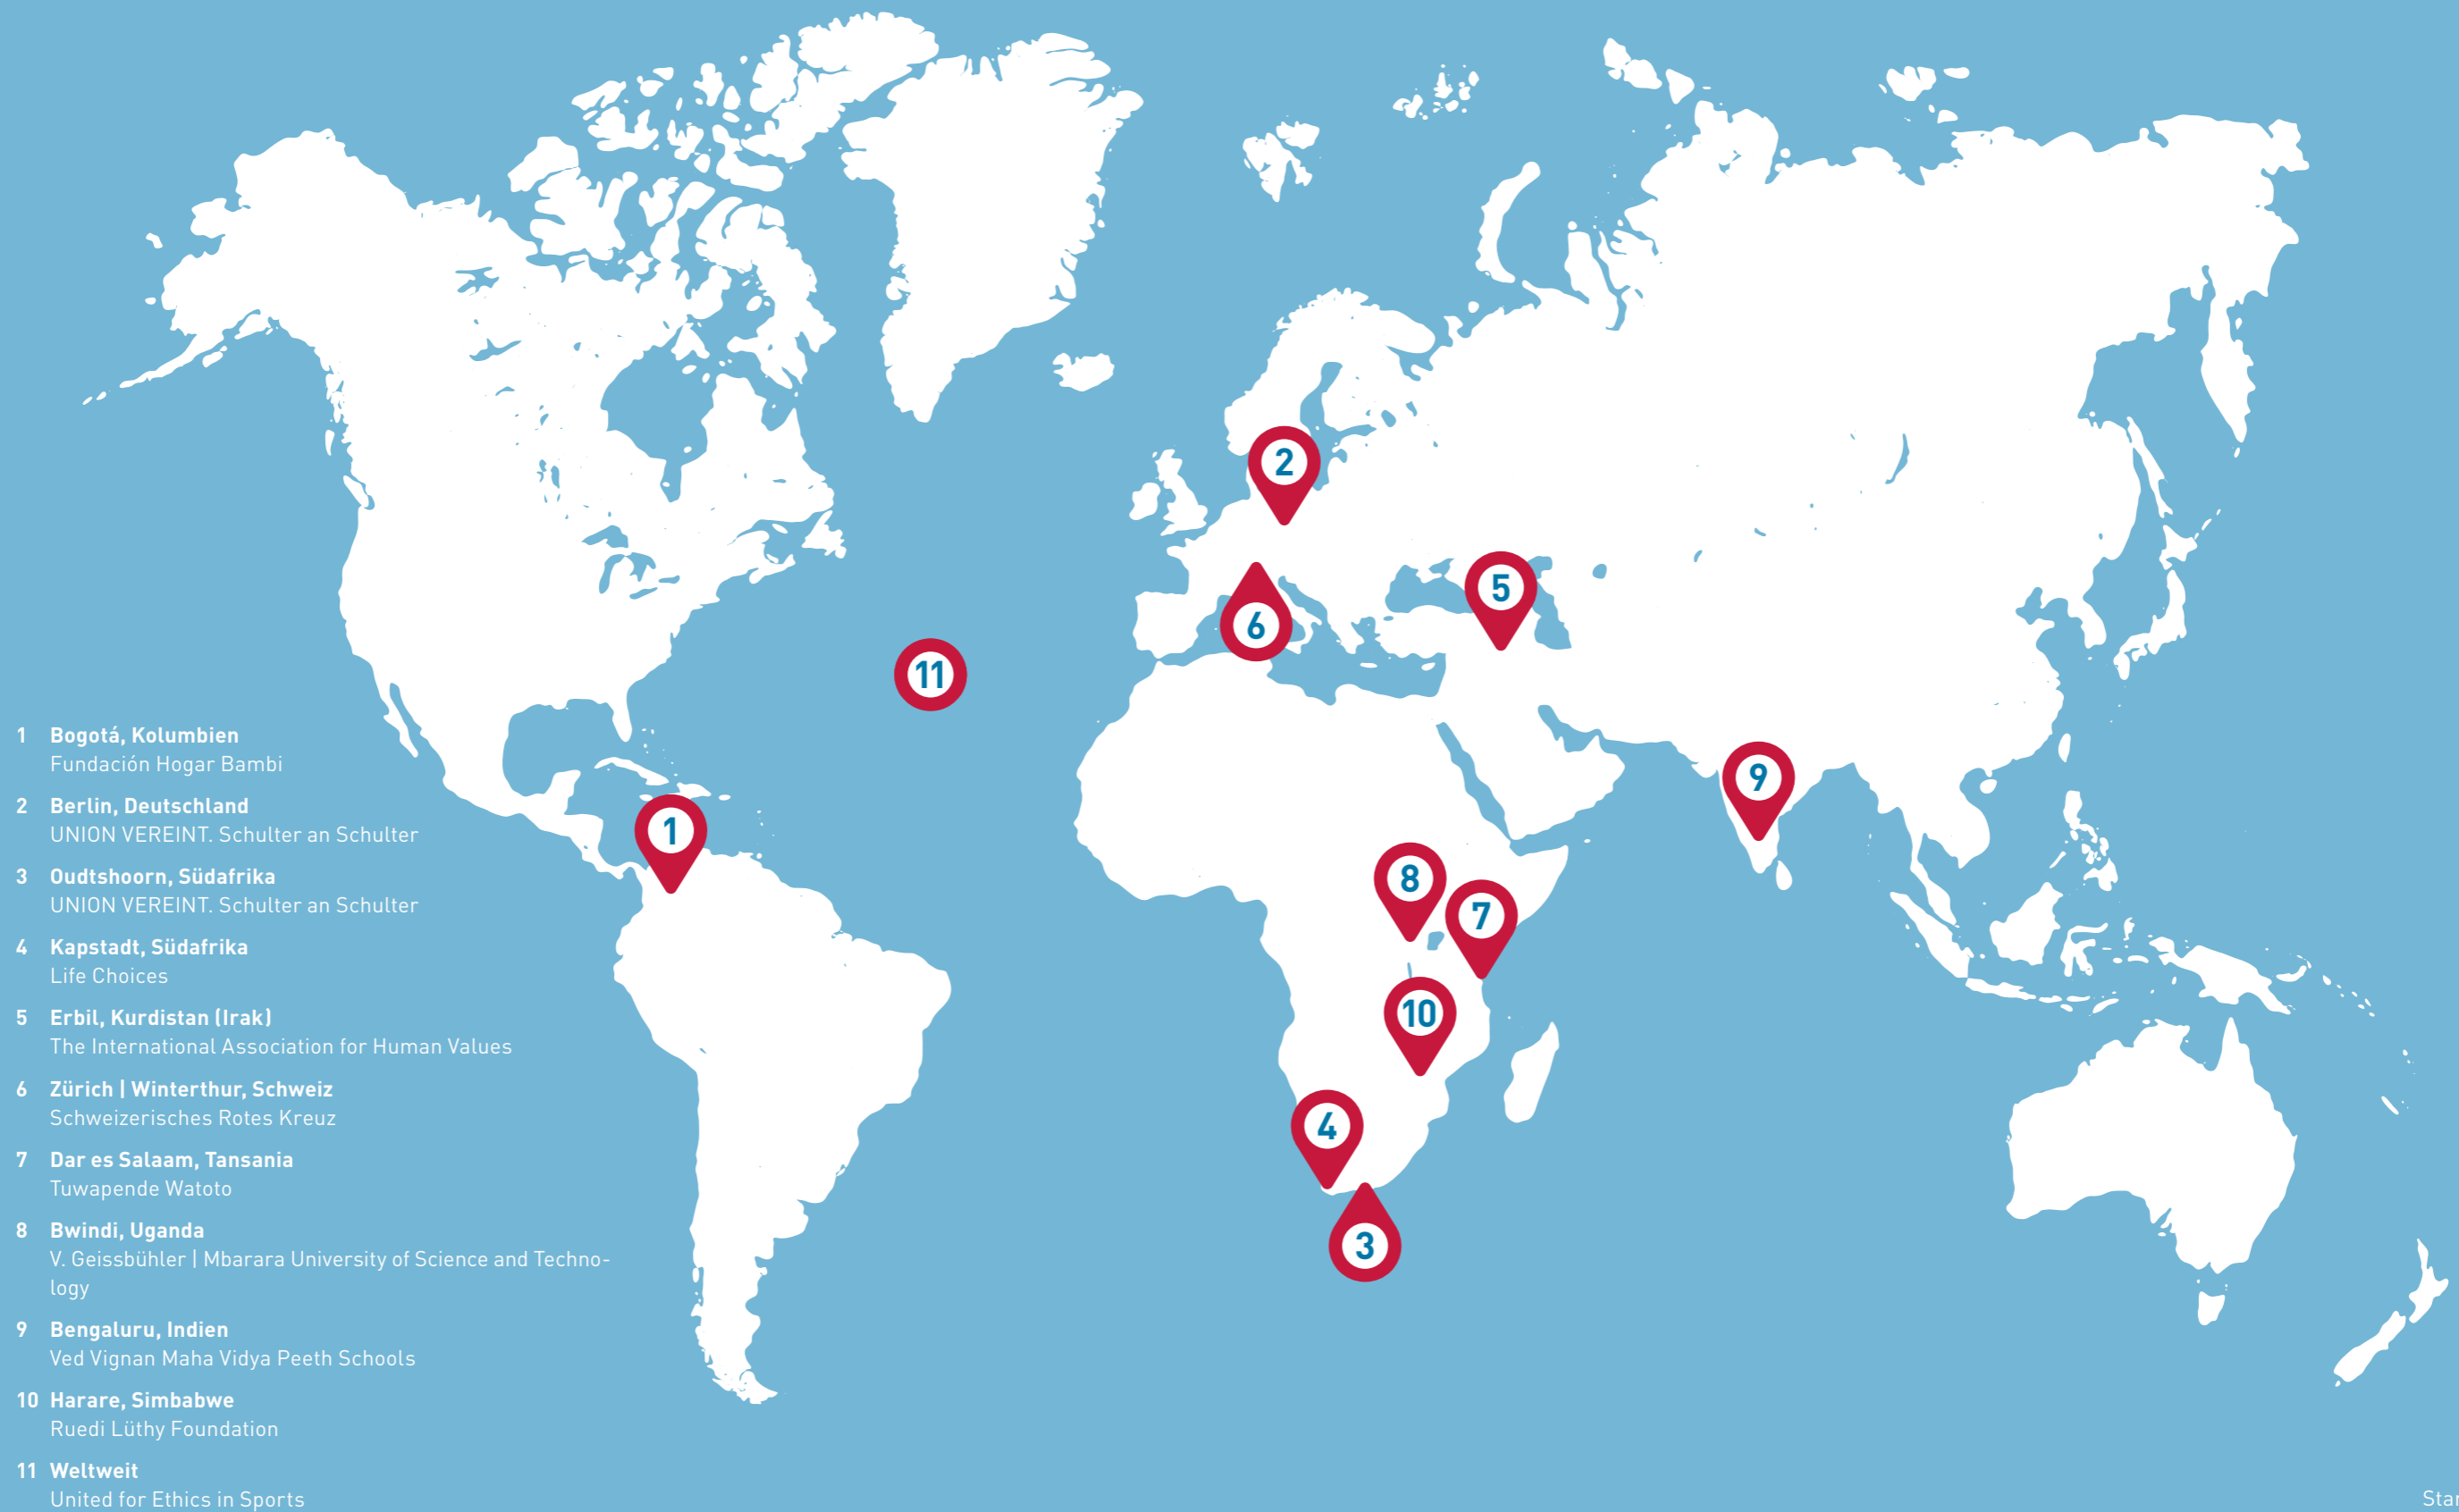 2
5
6
11
9
1
8
7
10
4
3
1 Bogotá, Kolumbien
Fundación Hogar Bambi
2 Berlin, Deutschland
UNION VEREINT. Schulter an Schulter
3 Oudtshoorn, Südafrika
UNION VEREINT. Schulter an Schulter
4 Kapstadt, Südafrika
Life Choices
5 Erbil, Kurdistan (Irak)
The International Association for Human Values
6 Zürich | Winterthur, Schweiz
Schweizerisches Rotes Kreuz
7 Dar es Salaam, Tansania
Tuwapende Watoto
8 Bwindi, Uganda
V. Geissbühler | Mbarara University of Science and Techno-
logy
9 Bengaluru, Indien
Ved Vignan Maha Vidya Peeth Schools
10 Harare, Simbabwe
Ruedi Lüthy Foundation
11 Weltweit
United for Ethics in Sports